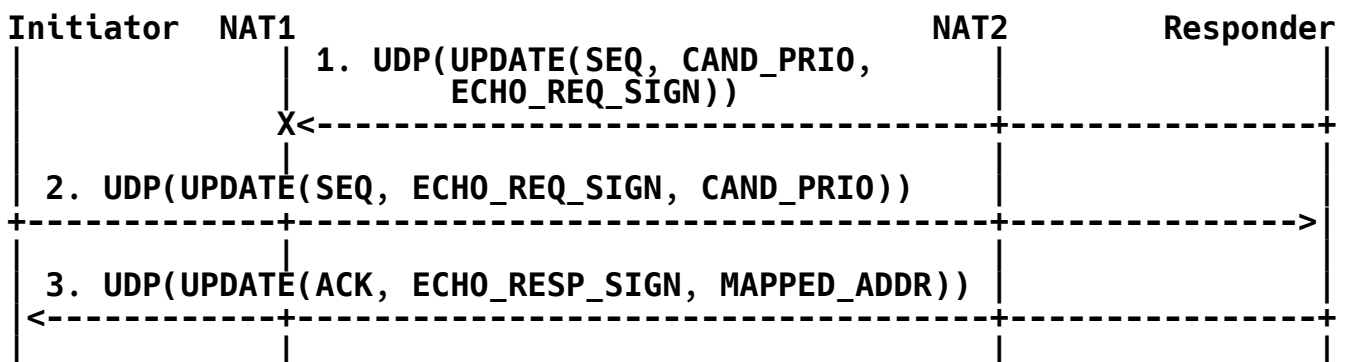 Initiator NAT1 NAT2 Responder
1. UDP(UPDATE(SEQ, CAND_PRIO,
ECHO_REQ_SIGN))
X
2. UDP(UPDATE(SEQ, ECHO_REQ_SIGN, CAND_PRIO))
3. UDP(UPDATE(ACK, ECHO_RESP_SIGN, MAPPED_ADDR))